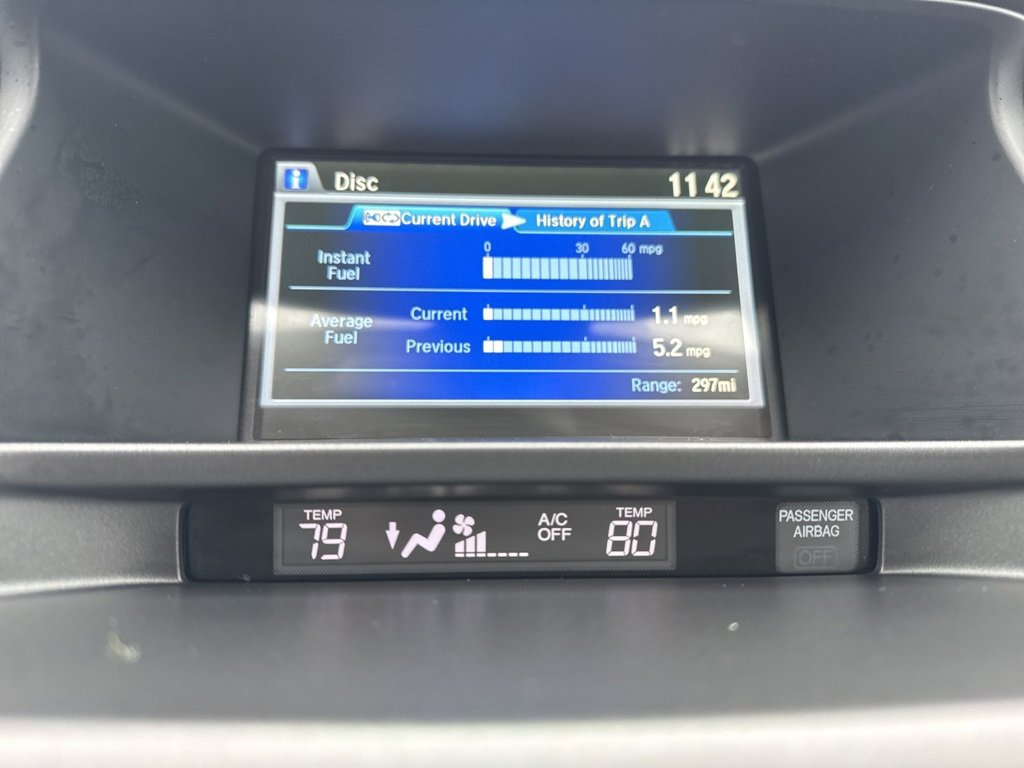 i Disc 11 42
Current Drive History of Trip A
0 30 60 mpg
Instant
Fuel
Average
Fuel
Current 1.1 mpg
Previous 5.2 mpg
Range: 297mi
TEMP
79
A/C
OFF
TEMP
80
PASSENGER
AIRBAG
OFF